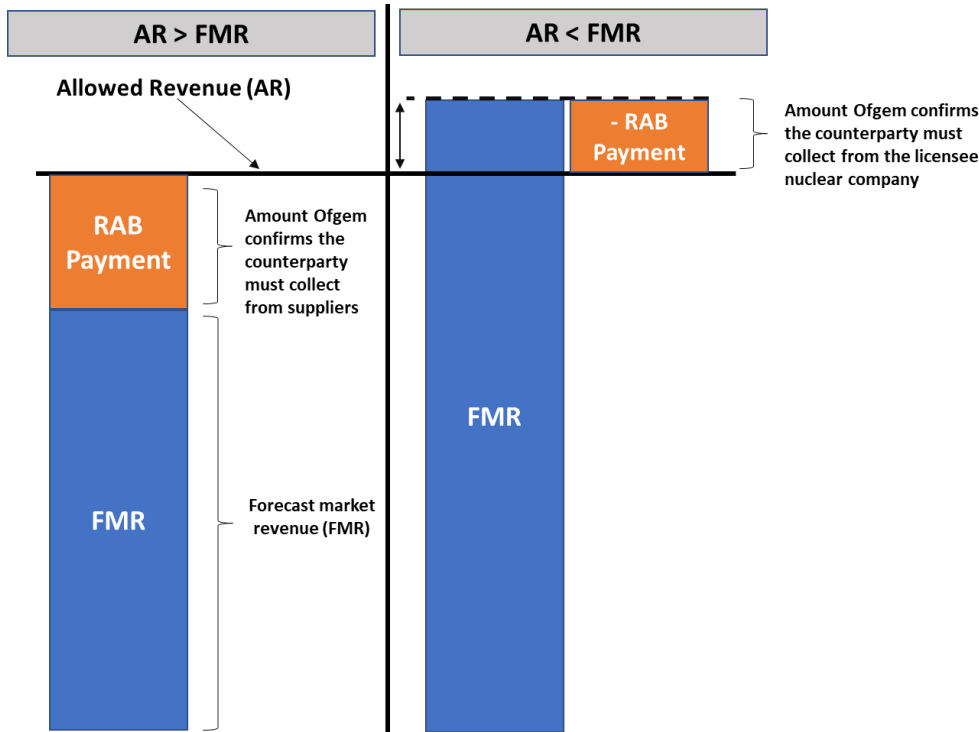 AR > FMR
AR < FMR
Allowed Revenue (AR)
RAB
Payment
Amount Ofgem
confirms the
counterparty
must collect
from suppliers
FMR
Forecast market
revenue (FMR)
- RAB
Payment
Amount Ofgem confirms
the counterparty must
collect from the licensee
nuclear company
FMR